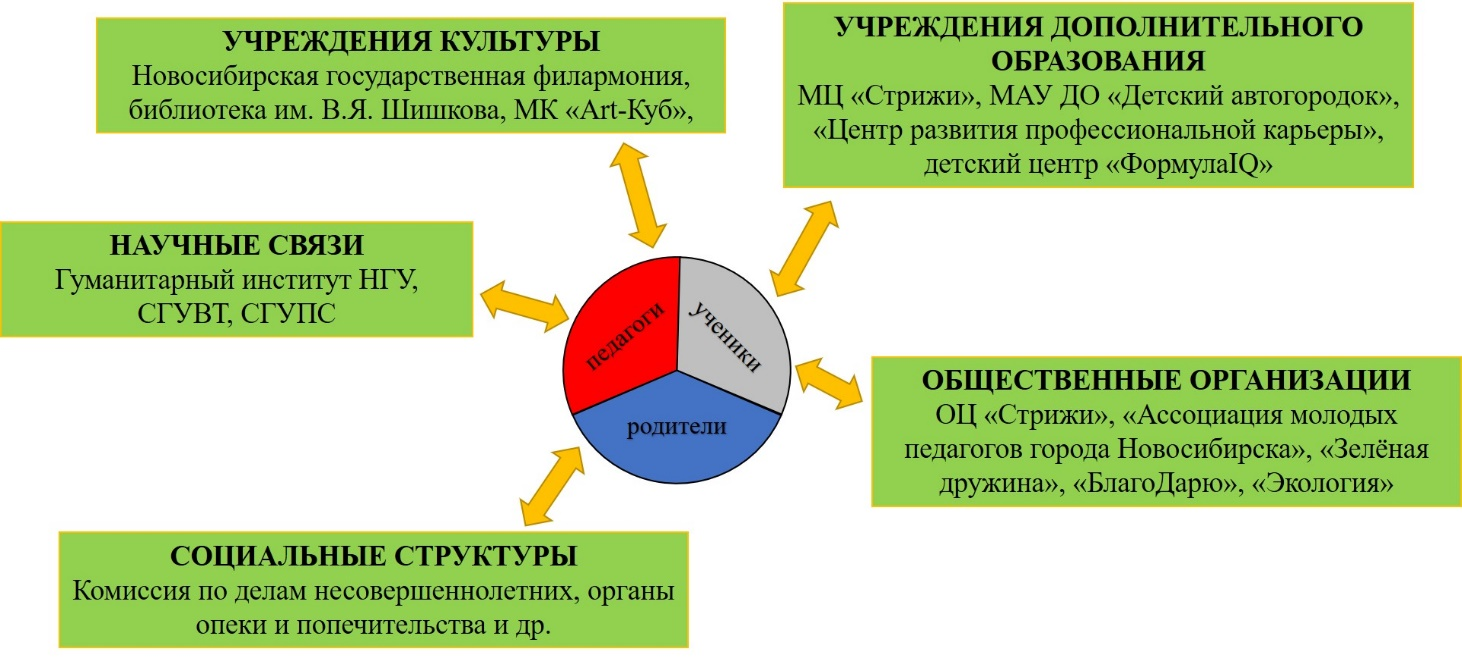 УЧРЕЖДЕНИЯ КУЛЬТУРЫ
Новосибирская государственная филармония,
библиотека им. В.Я. Шишкова, МК «Art-Куб»,
УЧРЕЖДЕНИЯ ДОПОЛНИТЕЛЬНОГО
ОБРАЗОВАНИЯ
МЦ «Стрижи», МАУ ДО «Детский автогородок»,
«Центр развития профессиональной карьеры»,
детский центр «ФормулаIQ»
НАУЧНЫЕ СВЯЗИ
Гуманитарный институт НГУ,
СГУВТ, СГУПС
педагоги
ученики
родители
ОБЩЕСТВЕННЫЕ ОРГАНИЗАЦИИ
ОЦ «Стрижи», «Ассоциация молодых
педагогов города Новосибирска», «Зелёная
дружина», «БлагоДарю», «Экология»
СОЦИАЛЬНЫЕ СТРУКТУРЫ
Комиссия по делам несовершеннолетних, органы
опеки и попечительства и др.